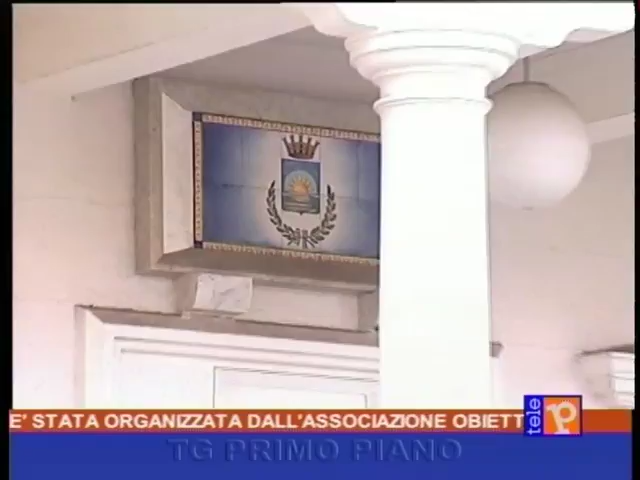 E' STATA ORGANIZZATA DALL'ASSOCIAZIONE OBIETT
tele p
TG PRIMO PIANO